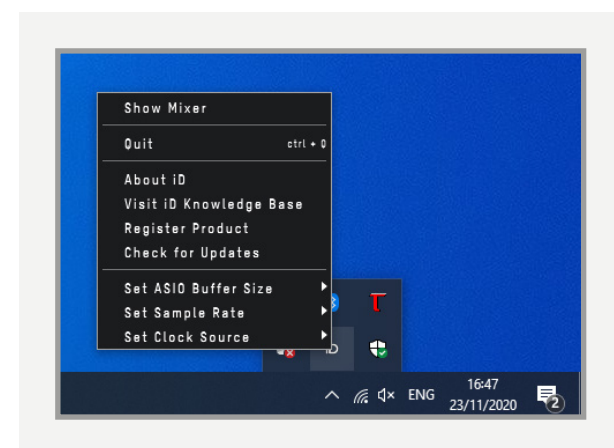 Show Mixer
Quit ctrl + Q
About iD
Visit iD Knowledge Base
Register Product
Check for Updates
Set ASIO Buffer Size
Set Sample Rate
Set Clock Source
iD
ENG
16:47
23/11/2020
2